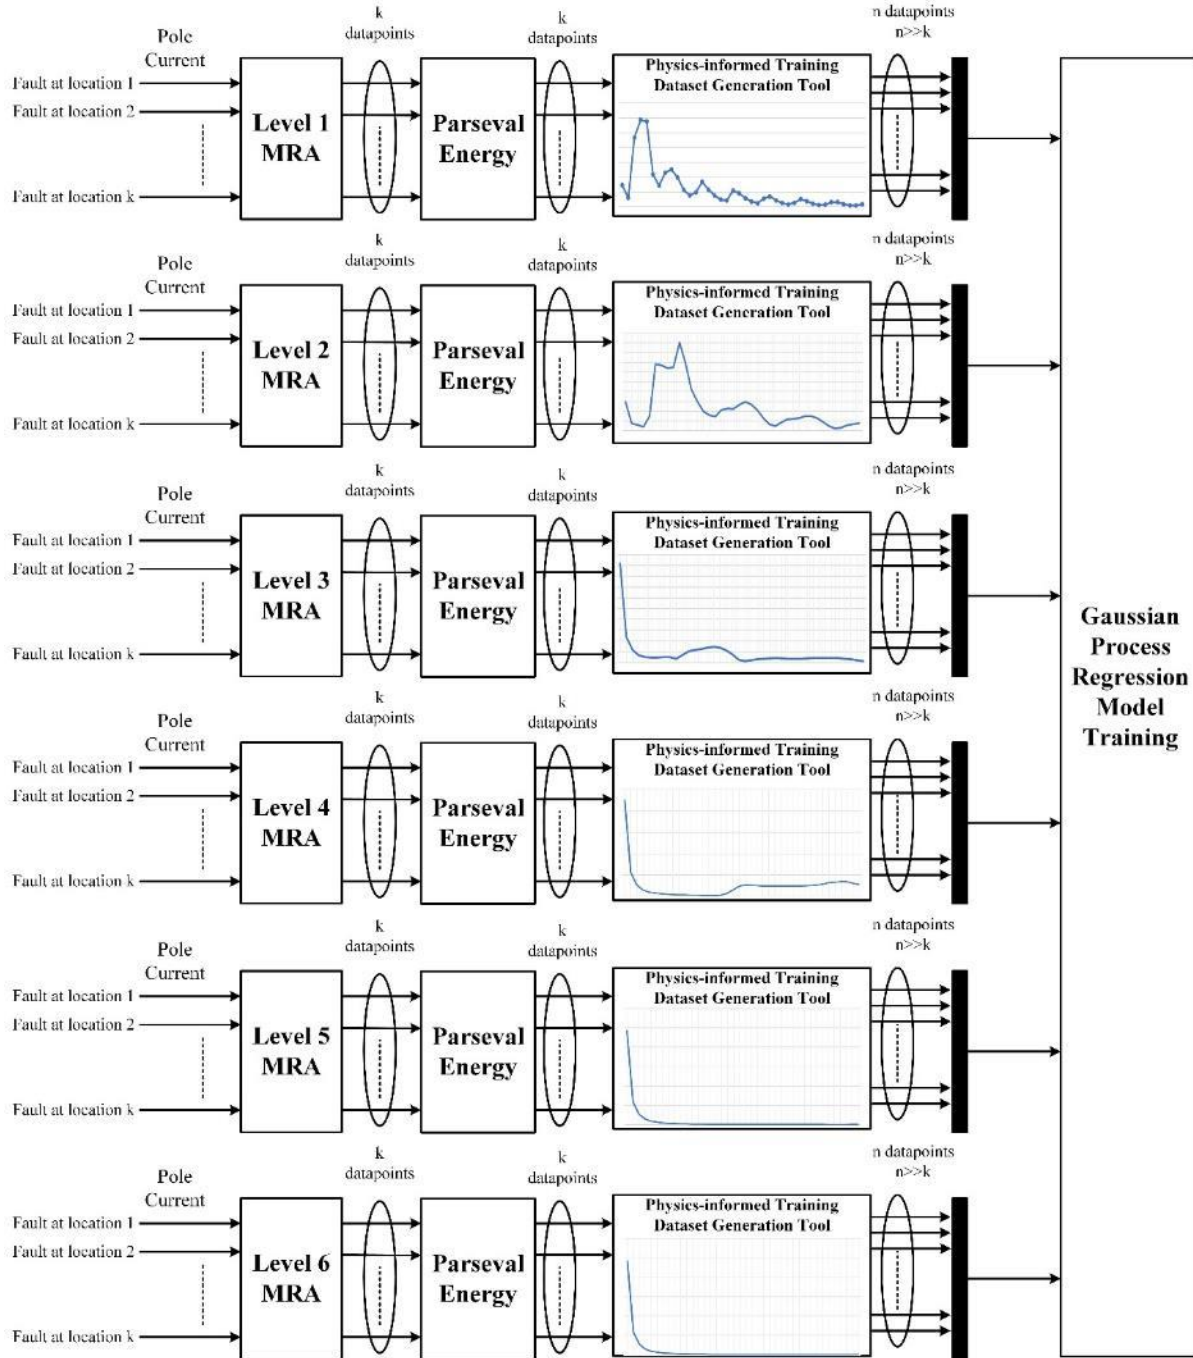 k
datapoints
k
datapoints
n datapoints
n>>k
Pole
Current
Fault at location 1
Fault at location 2
Fault at location k
Level 1
MRA
Parseval
Energy
Physics-informed Training
Dataset Generation Tool
k
datapoints
k
datapoints
n datapoints
n>>k
Pole
Current
Fault at location 1
Fault at location 2
Fault at location k
Level 2
MRA
Parseval
Energy
Physics-informed Training
Dataset Generation Tool
k
datapoints
k
datapoints
n datapoints
n>>k
Pole
Current
Fault at location 1
Fault at location 2
Fault at location k
Level 3
MRA
Parseval
Energy
Physics-informed Training
Dataset Generation Tool
Gaussian
Process
Regression
Model
Training
k
datapoints
k
datapoints
n datapoints
n>>k
Pole
Current
Fault at location 1
Fault at location 2
Fault at location k
Level 4
MRA
Parseval
Energy
Physics-informed Training
Dataset Generation Tool
k
datapoints
k
datapoints
n datapoints
n>>k
Pole
Current
Fault at location 1
Fault at location 2
Fault at location k
Level 5
MRA
Parseval
Energy
Physics-informed Training
Dataset Generation Tool
k
datapoints
k
datapoints
n datapoints
n>>k
Pole
Current
Fault at location 1
Fault at location 2
Fault at location k
Level 6
MRA
Parseval
Energy
Physics-informed Training
Dataset Generation Tool